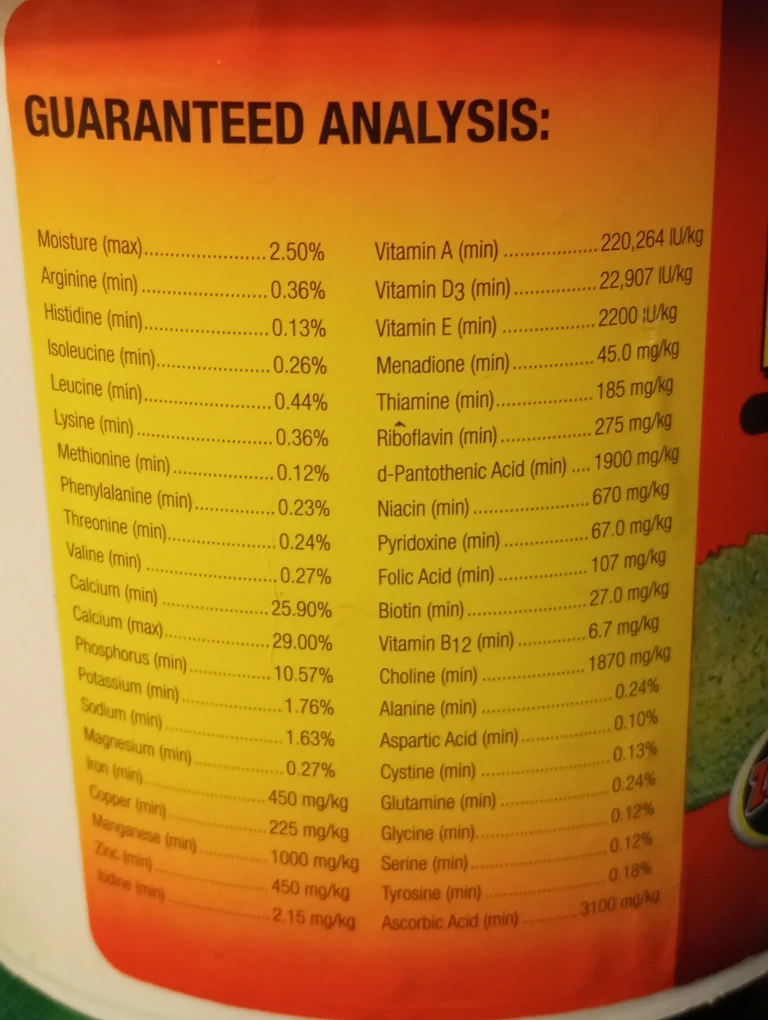 GUARANTEED ANALYSIS:
Moisture (max)..................... 2.50%
Arginine (min)..................... 0.36%
Histidine (min)..................... 0.13%
Isoleucine (min)..................... 0.26%
Leucine (min)..................... 0.44%
Lysine (min)..................... 0.36%
Methionine (min)..................... 0.12%
Phenylalanine (min)................. 0.23%
Threonine (min)..................... 0.24%
Valine (min)..................... 0.27%
Calcium (min)..................... 25.90%
Calcium (max)..................... 29.00%
Phosphorus (min)..................... 10.57%
Potassium (min)..................... 1.76%
Sodium (min)..................... 1.63%
Magnesium (min)..................... 0.27%
Iron (min)..................... 450 mg/kg
Copper (min)..................... 225 mg/kg
Manganese (min)................. 1000 mg/kg
Zinc (min)..................... 450 mg/kg
Iodine (min)..................... 2.15 mg/kg
Vitamin A (min) ................. 220,264 IU/kg
Vitamin D3 (min)................. 22,907 IU/kg
Vitamin E (min) ................. 2200 IU/kg
Menadione (min)................. 45.0 mg/kg
Thiamine (min)................. 185 mg/kg
Riboflavin (min) ................. 275 mg/kg
d-Pantothenic Acid (min) .... 1900 mg/kg
Niacin (min) ..................... 670 mg/kg
Pyridoxine (min) ................. 67.0 mg/kg
Folic Acid (min) ................. 107 mg/kg
Biotin (min)..................... 27.0 mg/kg
Vitamin B12 (min) .............. 6.7 mg/kg
Choline (min) ................. 1870 mg/kg
Alanine (min) ..................... 0.24%
Aspartic Acid (min)................. 0.10%
Cystine (min) ..................... 0.13%
Glutamine (min) ................. 0.24%
Glycine (min)..................... 0.12%
Serine (min)..................... 0.12%
Tyrosine (min) ..................... 0.18%
Ascorbic Acid (min) ............ 3100 mg/kg